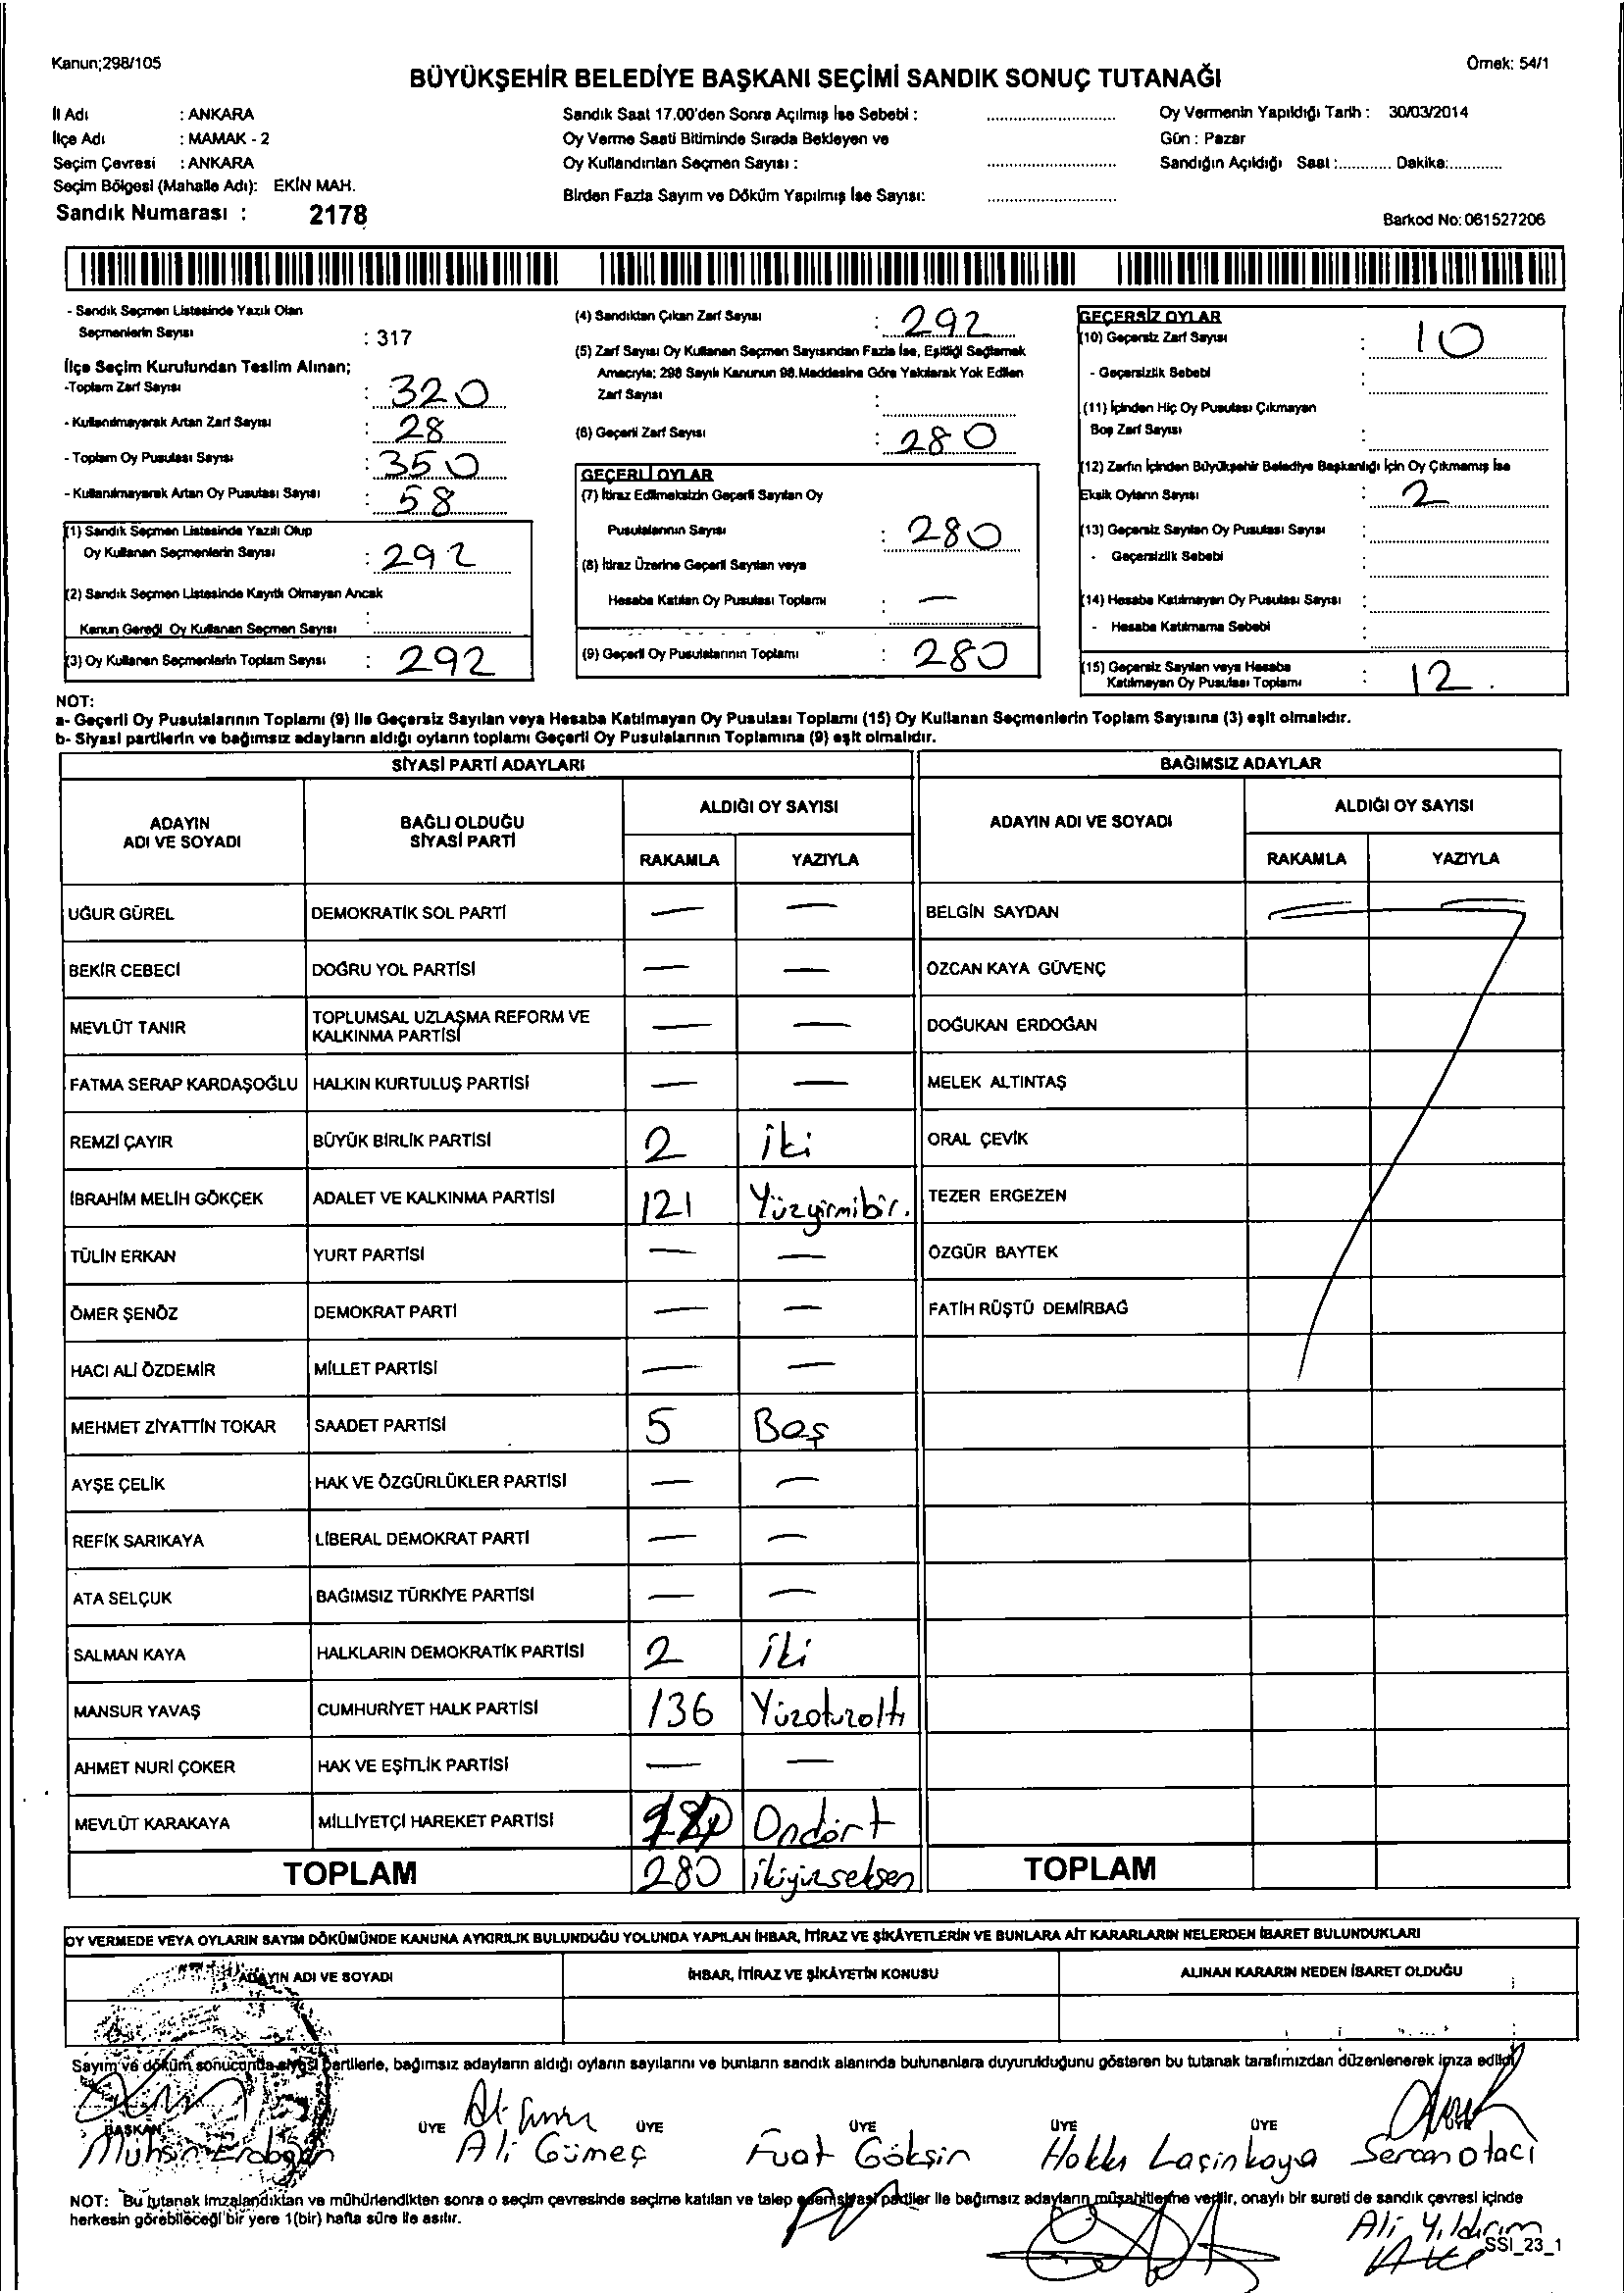 Kanun;298/105
Örnek: 54/1
BÜYÜKŞEHİR BELEDİYE BAŞKANI SEÇİMİ SANDIK SONUÇ TUTANAĞI
İl Adı : ANKARA
İlçe Adı : MAMAK - 2
Seçim Çevresi : ANKARA
Seçim Bölgesi (Mahalle Adı): EKİN MAH.
Sandık Numarası : 2178
Sandık Saat 17.00'den Sonra Açılmış İse Sebebi :
Oy Verme Saati Bitiminde Sırada Bekleyen ve
Oy Kullandırılan Seçmen Sayısı :
Birden Fazla Sayım ve Döküm Yapılmış İse Sayısı:
Oy Vermenin Yapıldığı Tarih : 30/03/2014
Gün : Pazar
Sandığın Açıldığı Saat :............ Dakika:............
Barkod No: 061527206
- Sandık Seçmen Listesinde Yazılı Olan
Seçmenlerin Sayısı : 317
İlçe Seçim Kurulundan Teslim Alınan;
-Toplam Zarf Sayısı : 320
- Kullanılmayarak Artan Zarf Sayısı : 28
- Toplam Oy Pusulası Sayısı : 350
- Kullanılmayarak Artan Oy Pusulası Sayısı : 58
(1) Sandık Seçmen Listesinde Yazılı Olup
Oy Kullanan Seçmenlerin Sayısı : 292
(2) Sandık Seçmen Listesinde Kayıtlı Olmayan Ancak
Kanun Gereği Oy Kullanan Seçmen Sayısı :
(3) Oy Kullanan Seçmenlerin Toplam Sayısı : 292
(4) Sandıktan Çıkan Zarf Sayısı : 292
(5) Zarf Sayısı Oy Kullanan Seçmen Sayısından Fazla İse, Eşitliği Sağlamak
Amacıyla; 298 Sayılı Kanunun 98.Maddesine Göre Yakılarak Yok Edilen
Zarf Sayısı :
(6) Geçerli Zarf Sayısı : 280
GEÇERLİ OYLAR
(7) İtiraz Edilmeksizin Geçerli Sayılan Oy
Pusulalarının Sayısı : 280
(8) İtiraz Üzerine Geçerli Sayılan veya
Hesaba Katılan Oy Pusulası Toplamı : —
(9) Geçerli Oy Pusulalarının Toplamı : 280
GEÇERSİZ OYLAR
(10) Geçersiz Zarf Sayısı : 10
- Geçersizlik Sebebi :
(11) İçinden Hiç Oy Pusulası Çıkmayan
Boş Zarf Sayısı :
(12) Zarfın İçinden Büyükşehir Belediye Başkanlığı İçin Oy Çıkmamış İse
Eksik Oyların Sayısı : 2
(13) Geçersiz Sayılan Oy Pusulası Sayısı :
- Geçersizlik Sebebi :
(14) Hesaba Katılmayan Oy Pusulası Sayısı :
- Hesaba Katılmama Sebebi :
(15) Geçersiz Sayılan veya Hesaba
Katılmayan Oy Pusulası Toplamı : 12.
NOT:
a- Geçerli Oy Pusulalarının Toplamı (9) ile Geçersiz Sayılan veya Hesaba Katılmayan Oy Pusulası Toplamı (15) Oy Kullanan Seçmenlerin Toplam Sayısına (3) eşit olmalıdır.
b- Siyasi partilerin ve bağımsız adayların aldığı oyların toplamı Geçerli Oy Pusulalarının Toplamına (9) eşit olmalıdır.
SİYASİ PARTİ ADAYLARI BAĞIMSIZ ADAYLAR
ADAYIN ADI VE SOYADI BAĞLI OLDUĞU SİYASİ PARTİ ALDIĞI OY SAYISI ADAYIN ADI VE SOYADI ALDIĞI OY SAYISI
RAKAMLA YAZIYLA RAKAMLA YAZIYLA
UĞUR GÜREL DEMOKRATİK SOL PARTİ — — BELGİN SAYDAN
BEKİR CEBECİ DOĞRU YOL PARTİSİ — — ÖZCAN KAYA GÜVENÇ
MEVLÜT TANIR TOPLUMSAL UZLAŞMA REFORM VE KALKINMA PARTİSİ — — DOĞUKAN ERDOĞAN
FATMA SERAP KARDAŞOĞLU HALKIN KURTULUŞ PARTİSİ — — MELEK ALTINTAŞ
REMZİ ÇAYIR BÜYÜK BİRLİK PARTİSİ 2 iki ORAL ÇEVİK
İBRAHİM MELİH GÖKÇEK ADALET VE KALKINMA PARTİSİ 121 Yüzyirmibir. TEZER ERGEZEN
TÜLİN ERKAN YURT PARTİSİ — — ÖZGÜR BAYTEK
ÖMER ŞENÖZ DEMOKRAT PARTİ — — FATİH RÜŞTÜ DEMİRBAĞ
HACI ALİ ÖZDEMİR MİLLET PARTİSİ — —
MEHMET ZİYATTİN TOKAR SAADET PARTİSİ 5 Beş
AYŞE ÇELİK HAK VE ÖZGÜRLÜKLER PARTİSİ — —
REFİK SARIKAYA LİBERAL DEMOKRAT PARTİ — —
ATA SELÇUK BAĞIMSIZ TÜRKİYE PARTİSİ — —
SALMAN KAYA HALKLARIN DEMOKRATİK PARTİSİ 2 iki
MANSUR YAVAŞ CUMHURİYET HALK PARTİSİ 136 Yüzotuzaltı
AHMET NURİ ÇOKER HAK VE EŞİTLİK PARTİSİ — —
MEVLÜT KARAKAYA MİLLİYETÇİ HAREKET PARTİSİ Ondört
TOPLAM 280 ikiyüzseksen TOPLAM
OY VERMEDE VEYA OYLARIN SAYIM DÖKÜMÜNDE KANUNA AYKIRILIK BULUNDUĞU YOLUNDA YAPILAN İHBAR, İTİRAZ VE ŞİKÂYETLERİN VE BUNLARA AİT KARARLARIN NELERDEN İBARET BULUNDUKLARI
ADAYIN ADI VE SOYADI İHBAR, İTİRAZ VE ŞİKÂYETİN KONUSU ALINAN KARARIN NEDEN İBARET OLDUĞU
Sayım ve döküm sonucunda siyasi partilerle, bağımsız adayların aldığı oyların sayılarını ve bunların sandık alanında bulunanlara duyurulduğunu gösteren bu tutanak tarafımızdan düzenlenerek imza edildi
BAŞKAN ÜYE ÜYE ÜYE ÜYE ÜYE
Muhsin Erdoğan Ali Gümeç Fuat Gökşin Hakkı Laçinkaya Sercan Otacı
NOT: Bu tutanak imzalandıktan ve mühürlendikten sonra o seçim çevresinde seçime katılan ve talep eden siyasi partiler ile bağımsız adayların müşahitlerine verilir, onaylı bir sureti de sandık çevresi içinde
herkesin görebileceği bir yere 1(bir) hafta süre ile asılır.
Ali Yıldırım
SSI_23_1